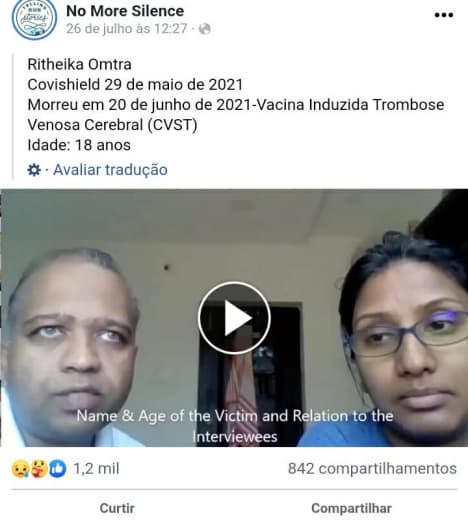 No More Silence
26 de julho às 12:27 ·
Ritheika Omtra
Covishield 29 de maio de 2021
Morreu em 20 de junho de 2021-Vacina Induzida Trombose
Venosa Cerebral (CVST)
Idade: 18 anos
· Avaliar tradução
Name & Age of the Victim and Relation to the
Interviewees
1,2 mil
842 compartilhamentos
Curtir
Compartilhar